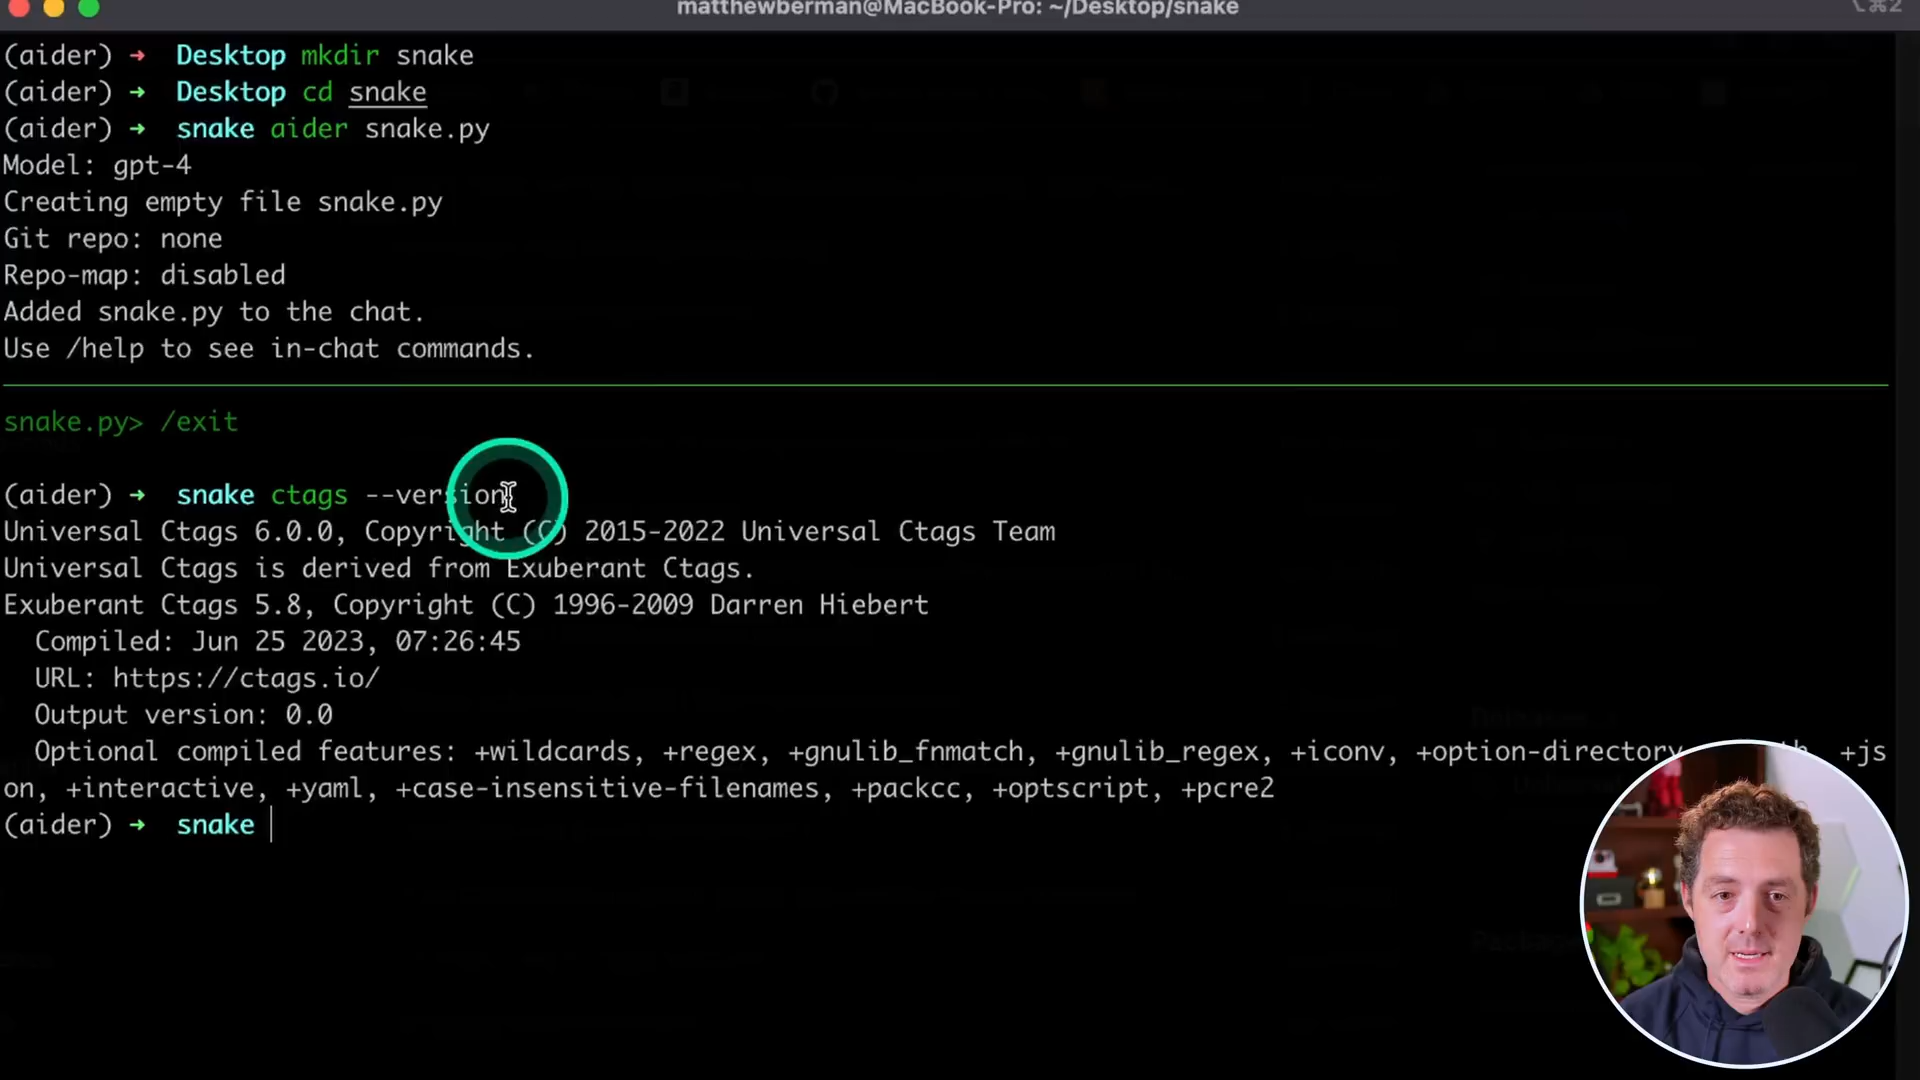 matthewberman@MacBook-Pro: ~/Desktop/snake
⌥⌘2
(aider) → Desktop mkdir snake
(aider) → Desktop cd snake
(aider) → snake aider snake.py
Model: gpt-4
Creating empty file snake.py
Git repo: none
Repo-map: disabled
Added snake.py to the chat.
Use /help to see in-chat commands.
snake.py> /exit
(aider) → snake ctags --version
Universal Ctags 6.0.0, Copyright (C) 2015-2022 Universal Ctags Team
Universal Ctags is derived from Exuberant Ctags.
Exuberant Ctags 5.8, Copyright (C) 1996-2009 Darren Hiebert
Compiled: Jun 25 2023, 07:26:45
URL: https://ctags.io/
Output version: 0.0
Optional compiled features: +wildcards, +regex, +gnulib_fnmatch, +gnulib_regex, +iconv, +option-directory +js
on, +interactive, +yaml, +case-insensitive-filenames, +packcc, +optscript, +pcre2
(aider) → snake